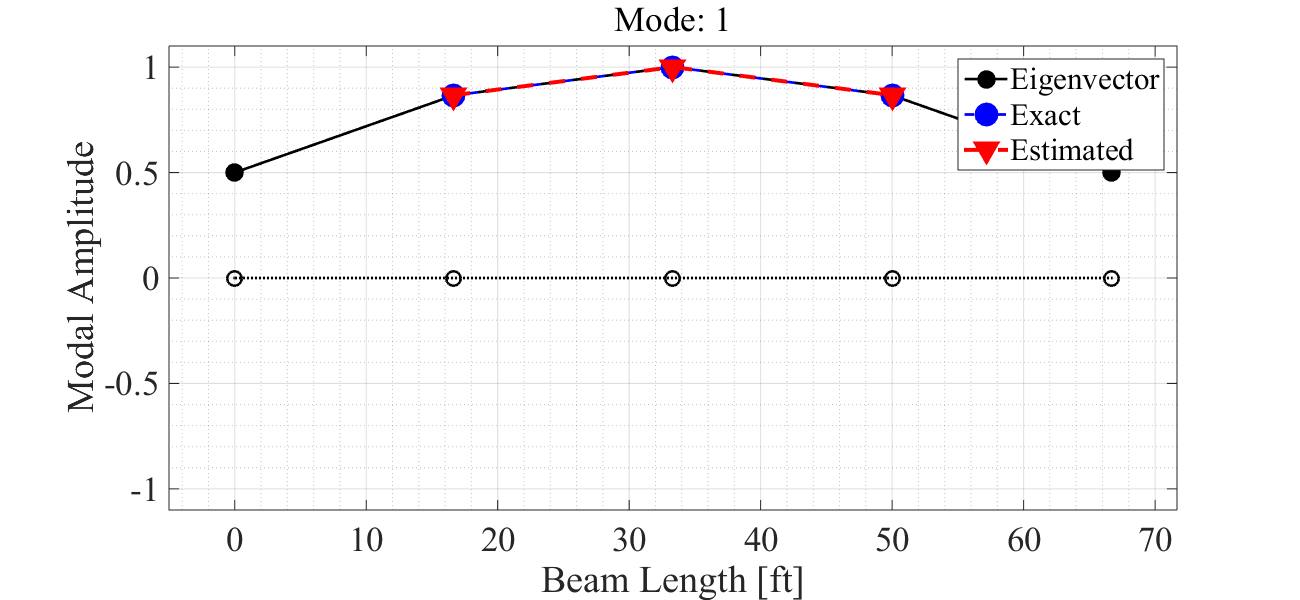 Mode: 1
Eigenvector
Exact
Estimated
Modal Amplitude
1
0.5
0
-0.5
-1
0 10 20 30 40 50 60 70
Beam Length [ft]